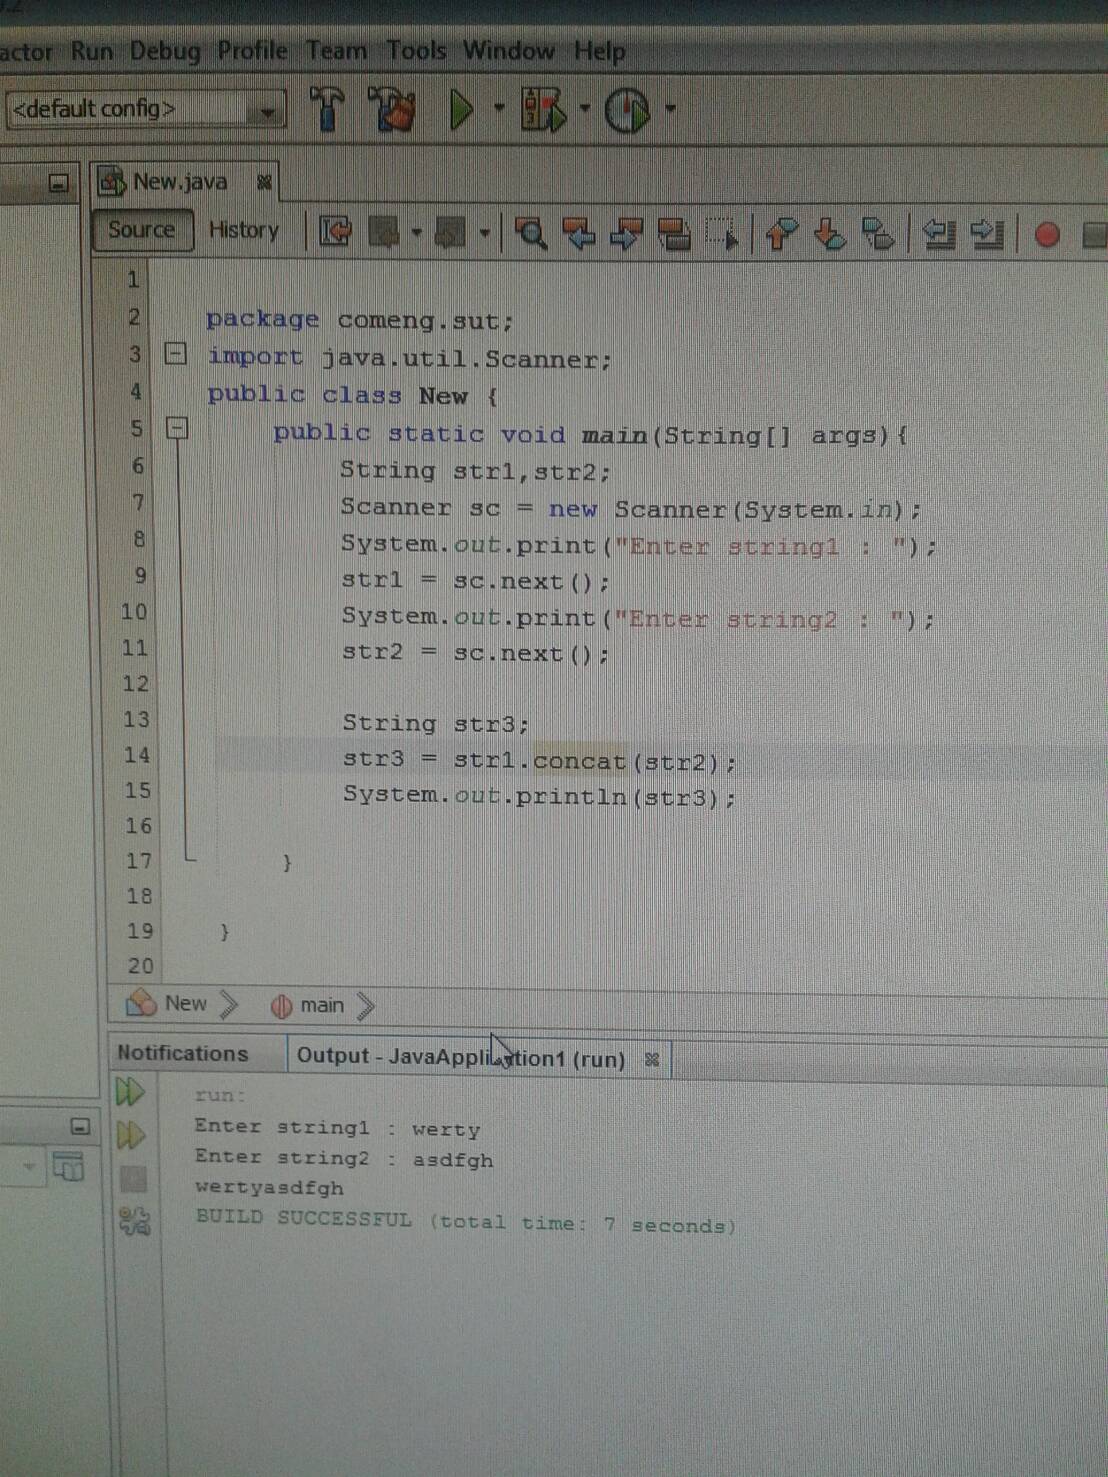 actor Run Debug Profile Team Tools Window Help
<default config>
New.java
Source History
1
2 package comeng.sut;
3 import java.util.Scanner;
4 public class New {
5 public static void main(String[] args){
6 String str1,str2;
7 Scanner sc = new Scanner(System.in);
8 System.out.print("Enter string1 : ");
9 str1 = sc.next();
10 System.out.print("Enter string2 : ");
11 str2 = sc.next();
12
13 String str3;
14 str3 = str1.concat(str2);
15 System.out.println(str3);
16
17 }
18
19 }
20
New main
Notifications Output - (run)
run:
Enter string1 : werty
Enter string2 : asdfgh
wertyasdfgh
BUILD SUCCESSFUL (total time: 7 seconds)